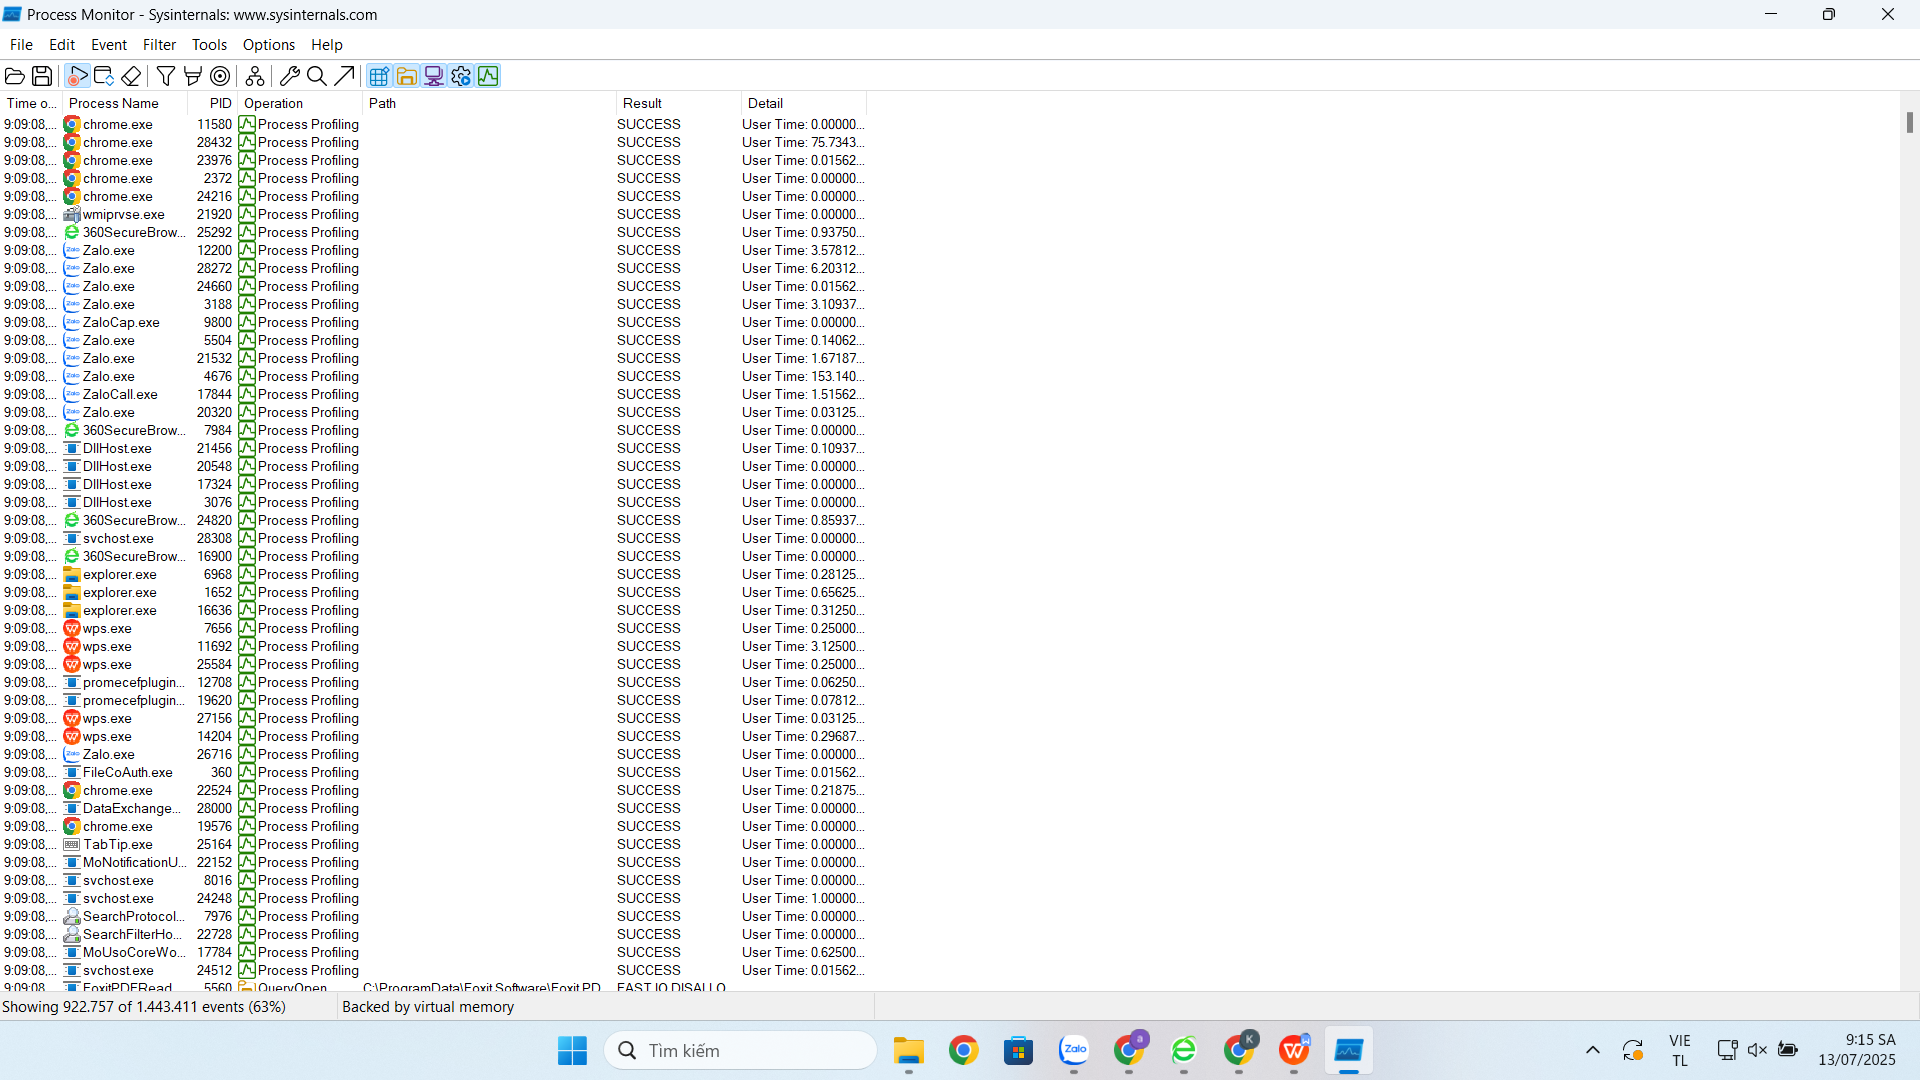 Process Monitor - Sysinternals: www.sysinternals.com
File Edit Event Filter Tools Options Help
Time o... Process Name PID Operation Path Result Detail
9:09:08,... chrome.exe 11580 Process Profiling SUCCESS User Time: 0.00000...
9:09:08,... chrome.exe 28432 Process Profiling SUCCESS User Time: 75.7343...
9:09:08,... chrome.exe 23976 Process Profiling SUCCESS User Time: 0.01562...
9:09:08,... chrome.exe 2372 Process Profiling SUCCESS User Time: 0.00000...
9:09:08,... chrome.exe 24216 Process Profiling SUCCESS User Time: 0.00000...
9:09:08,... wmiprvse.exe 21920 Process Profiling SUCCESS User Time: 0.00000...
9:09:08,... 360SecureBrow... 25292 Process Profiling SUCCESS User Time: 0.93750...
9:09:08,... Zalo.exe 12200 Process Profiling SUCCESS User Time: 3.57812...
9:09:08,... Zalo.exe 28272 Process Profiling SUCCESS User Time: 6.20312...
9:09:08,... Zalo.exe 24660 Process Profiling SUCCESS User Time: 0.01562...
9:09:08,... Zalo.exe 3188 Process Profiling SUCCESS User Time: 3.10937...
9:09:08,... ZaloCap.exe 9800 Process Profiling SUCCESS User Time: 0.00000...
9:09:08,... Zalo.exe 5504 Process Profiling SUCCESS User Time: 0.14062...
9:09:08,... Zalo.exe 21532 Process Profiling SUCCESS User Time: 1.67187...
9:09:08,... Zalo.exe 4676 Process Profiling SUCCESS User Time: 153.140...
9:09:08,... ZaloCall.exe 17844 Process Profiling SUCCESS User Time: 1.51562...
9:09:08,... Zalo.exe 20320 Process Profiling SUCCESS User Time: 0.03125...
9:09:08,... 360SecureBrow... 7984 Process Profiling SUCCESS User Time: 0.00000...
9:09:08,... DllHost.exe 21456 Process Profiling SUCCESS User Time: 0.10937...
9:09:08,... DllHost.exe 20548 Process Profiling SUCCESS User Time: 0.00000...
9:09:08,... DllHost.exe 17324 Process Profiling SUCCESS User Time: 0.00000...
9:09:08,... DllHost.exe 3076 Process Profiling SUCCESS User Time: 0.00000...
9:09:08,... 360SecureBrow... 24820 Process Profiling SUCCESS User Time: 0.85937...
9:09:08,... svchost.exe 28308 Process Profiling SUCCESS User Time: 0.00000...
9:09:08,... 360SecureBrow... 16900 Process Profiling SUCCESS User Time: 0.00000...
9:09:08,... explorer.exe 6968 Process Profiling SUCCESS User Time: 0.28125...
9:09:08,... explorer.exe 1652 Process Profiling SUCCESS User Time: 0.65625...
9:09:08,... explorer.exe 16636 Process Profiling SUCCESS User Time: 0.31250...
9:09:08,... wps.exe 7656 Process Profiling SUCCESS User Time: 0.25000...
9:09:08,... wps.exe 11692 Process Profiling SUCCESS User Time: 3.12500...
9:09:08,... wps.exe 25584 Process Profiling SUCCESS User Time: 0.25000...
9:09:08,... promecefplugin... 12708 Process Profiling SUCCESS User Time: 0.06250...
9:09:08,... promecefplugin... 19620 Process Profiling SUCCESS User Time: 0.07812...
9:09:08,... wps.exe 27156 Process Profiling SUCCESS User Time: 0.03125...
9:09:08,... wps.exe 14204 Process Profiling SUCCESS User Time: 0.29687...
9:09:08,... Zalo.exe 26716 Process Profiling SUCCESS User Time: 0.00000...
9:09:08,... FileCoAuth.exe 360 Process Profiling SUCCESS User Time: 0.01562...
9:09:08,... chrome.exe 22524 Process Profiling SUCCESS User Time: 0.21875...
9:09:08,... DataExchange... 28000 Process Profiling SUCCESS User Time: 0.00000...
9:09:08,... chrome.exe 19576 Process Profiling SUCCESS User Time: 0.00000...
9:09:08,... TabTip.exe 25164 Process Profiling SUCCESS User Time: 0.00000...
9:09:08,... MoNotificationU... 22152 Process Profiling SUCCESS User Time: 0.00000...
9:09:08,... svchost.exe 8016 Process Profiling SUCCESS User Time: 0.00000...
9:09:08,... svchost.exe 24248 Process Profiling SUCCESS User Time: 1.00000...
9:09:08,... SearchProtocol... 7976 Process Profiling SUCCESS User Time: 0.00000...
9:09:08,... SearchFilterHo... 22728 Process Profiling SUCCESS User Time: 0.00000...
9:09:08,... MoUsoCoreWo... 17784 Process Profiling SUCCESS User Time: 0.62500...
9:09:08,... svchost.exe 24512 Process Profiling SUCCESS User Time: 0.01562...
9:09:08,... FoxitPDFRead... 5560 QueryOpen C:\ProgramData\Foxit Software\Foxit PD... FAST IO DISALLO...
Showing 922.757 of 1.443.411 events (63%) Backed by virtual memory
Tìm kiếm Zalo a K W VIE 9:15 SA
TL 13/07/2025